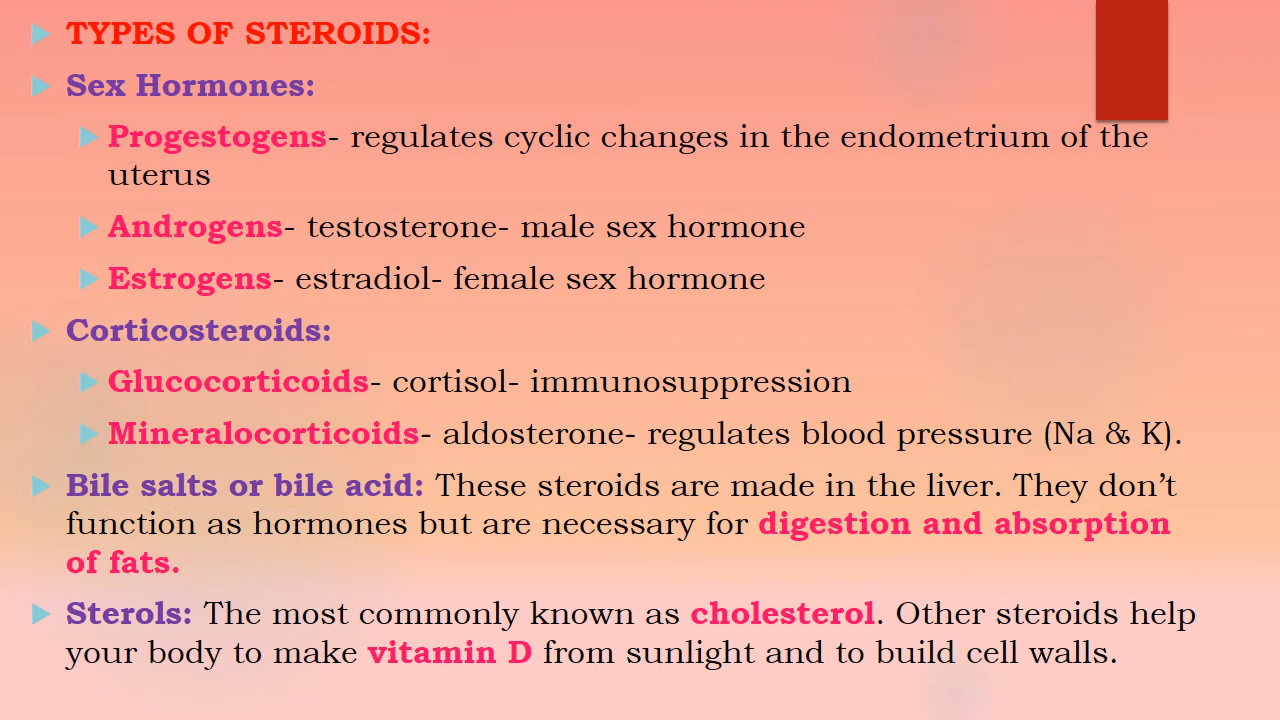 TYPES OF STEROIDS:
Sex Hormones:
Progestogens- regulates cyclic changes in the endometrium of the
uterus
Androgens- testosterone- male sex hormone
Estrogens- estradiol- female sex hormone
Corticosteroids:
Glucocorticoids- cortisol- immunosuppression
Mineralocorticoids- aldosterone- regulates blood pressure (Na & K).
Bile salts or bile acid: These steroids are made in the liver. They don’t
function as hormones but are necessary for digestion and absorption
of fats.
Sterols: The most commonly known as cholesterol. Other steroids help
your body to make vitamin D from sunlight and to build cell walls.